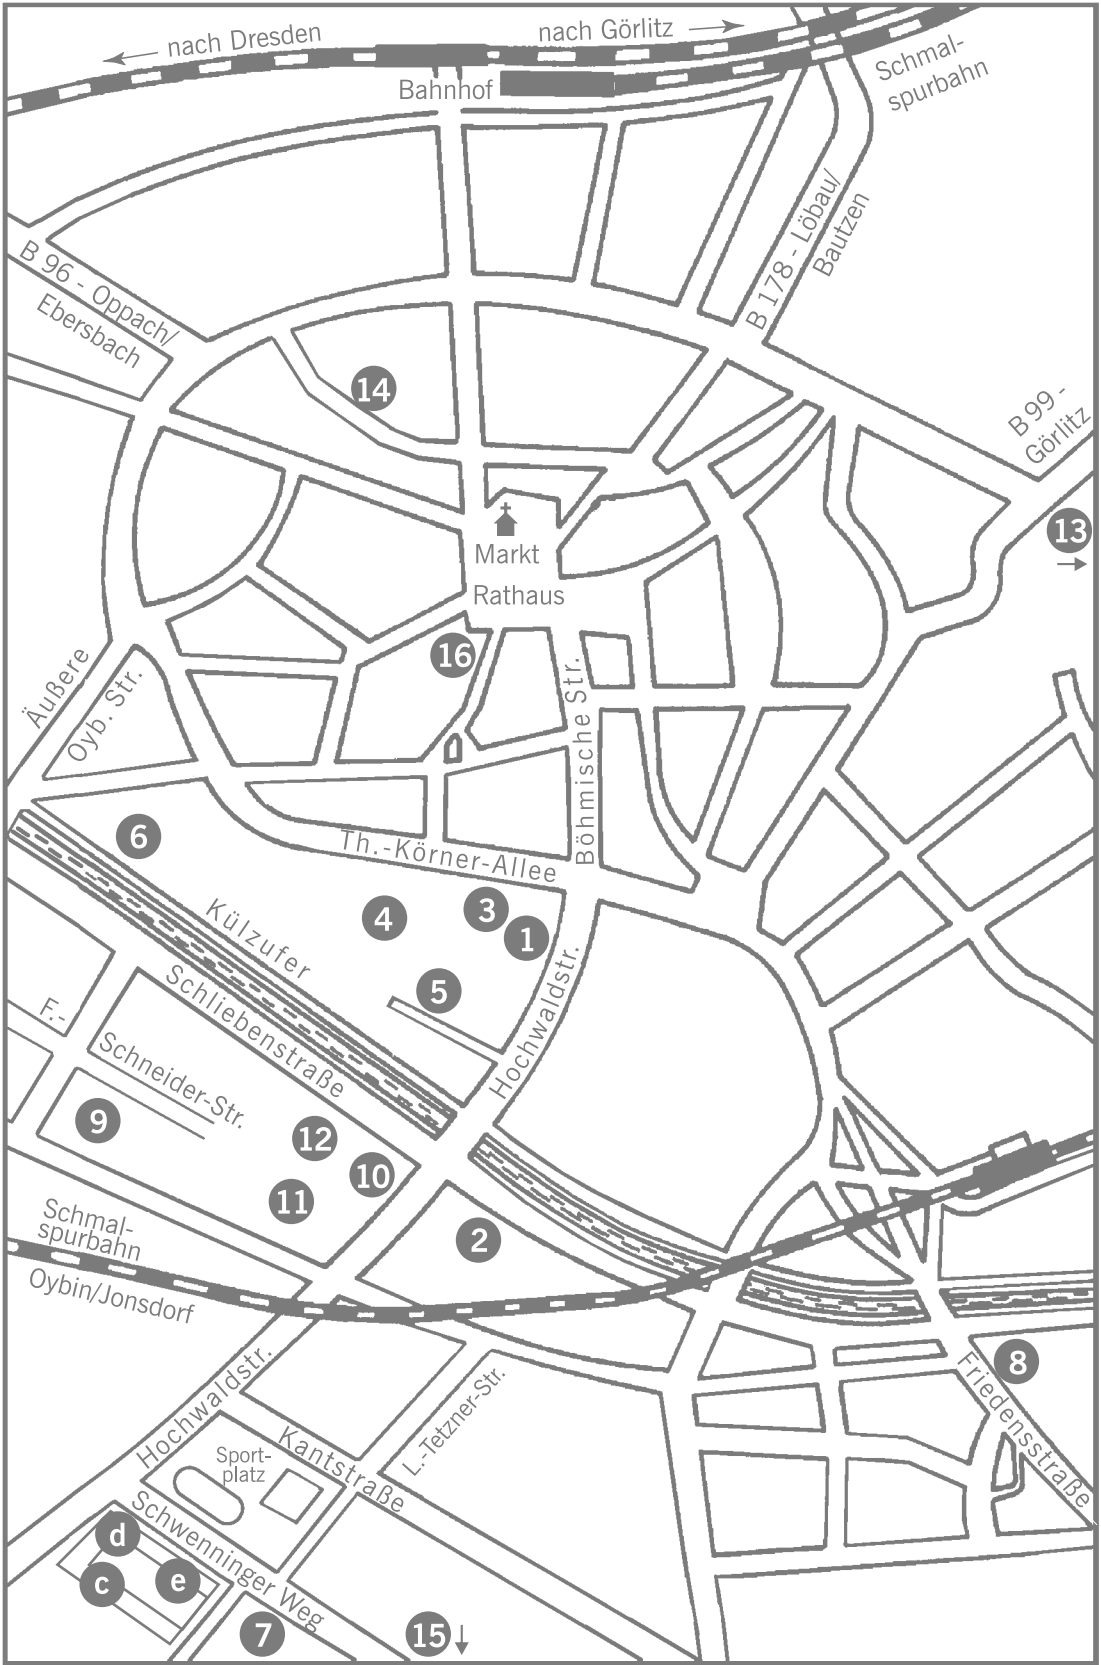 nach Dresden
nach Görlitz
Schmal-
spurbahn
Bahnhof
B 178 - Löbau/
Bautzen
B 96 - Oppach/
Ebersbach
14
B 99 -
Görlitz
13
Markt
Rathaus
16
Äußere
Oyb. Str.
Böhmische Str.
6
Th.-Körner-Allee
Külzufer
4
3
1
5
Hochwaldstr.
Schliebenstraße
F.-
Schneider-Str.
9
12
10
11
2
Schmal-
spurbahn
Oybin/Jonsdorf
8
Friedensstraße
Hochwaldstr.
L.-Tetzner-Str.
Kantstraße
Sport-
platz
Schwenninger Weg
d
c
e
7
15